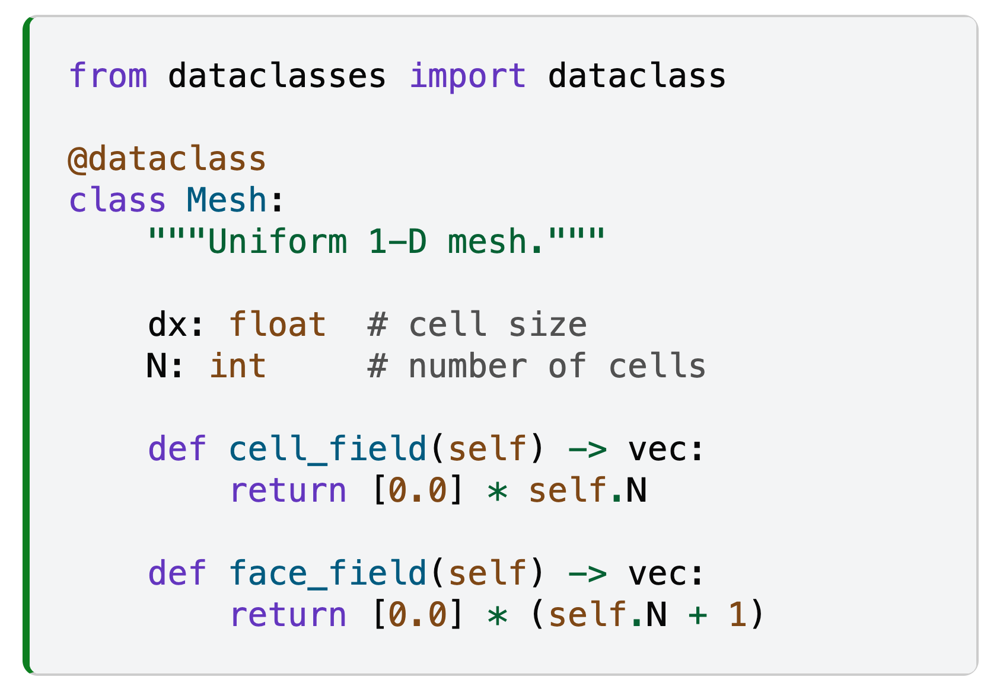 from dataclasses import dataclass

@dataclass
class Mesh:
    """Uniform 1-D mesh."""

    dx: float  # cell size
    N: int     # number of cells

    def cell_field(self) -> vec:
        return [0.0] * self.N

    def face_field(self) -> vec:
        return [0.0] * (self.N + 1)